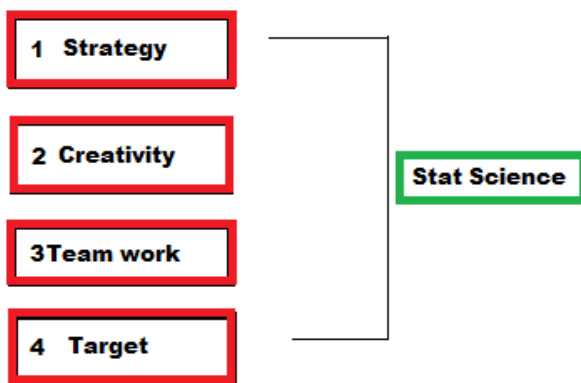 1 Strategy
2 Creativity
Stat Science
3Team work
4 Target